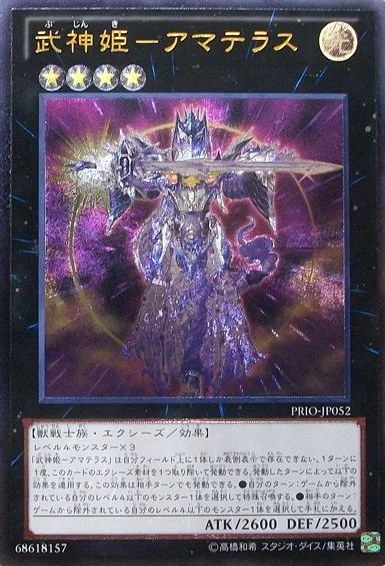 ぶじんき
武神姫-アマテラス
光
PRIO-JP052
【獣戦士族・エクシーズ/効果】
レベル4モンスター×3
「武神姫-アマテラス」は自分フィールド上に1体しか表側表示で存在できない。1ターンに
1度、このカードのエクシーズ素材を1つ取り除いて発動できる。発動したターンによって以下の
効果を適用する。この効果は相手ターンでも発動できる。●自分のターン:ゲームから除
外されている自分のレベル4以下のモンスター1体を選択して特殊召喚する。●相手のターン:
ゲームから除外されている自分のレベル4以下のモンスター1体を選択して手札に加える。
ATK/2600 DEF/2500
68618157 ©高橋和希 スタジオ・ダイス/集英社